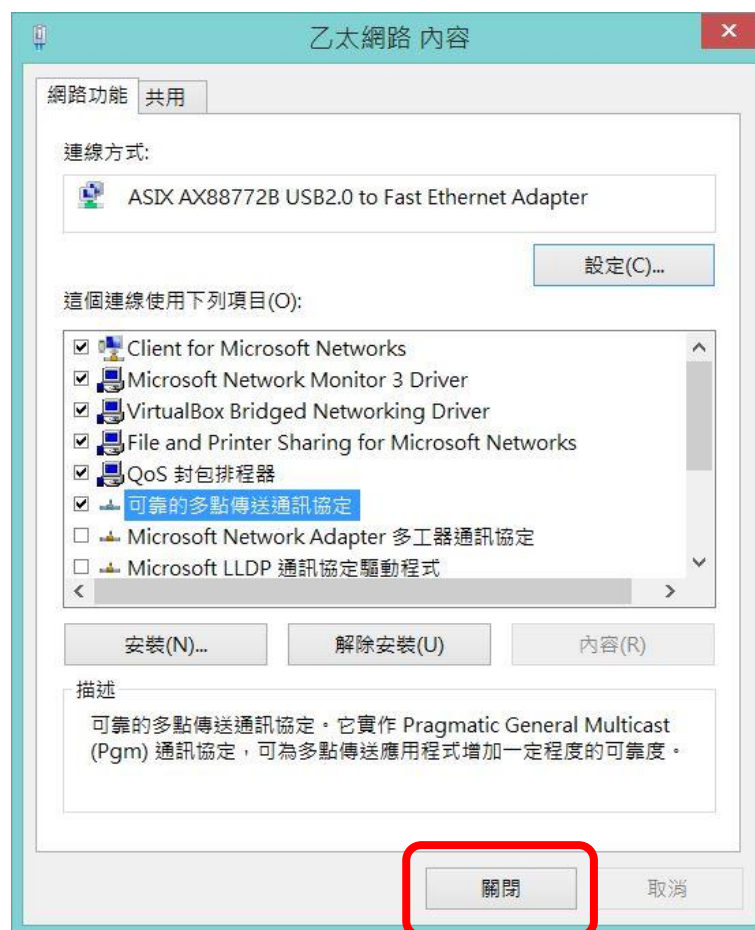 乙太網路 內容
網路功能 共用
連線方式:
ASIX AX88772B USB2.0 to Fast Ethernet Adapter
設定(C)...
這個連線使用下列項目(O):
Client for Microsoft Networks
Microsoft Network Monitor 3 Driver
VirtualBox Bridged Networking Driver
File and Printer Sharing for Microsoft Networks
QoS 封包排程器
可靠的多點傳送通訊協定
Microsoft Network Adapter 多工器通訊協定
Microsoft LLDP 通訊協定驅動程式
安裝(N)... 解除安裝(U) 內容(R)
描述
可靠的多點傳送通訊協定。它實作 Pragmatic General Multicast
(Pgm) 通訊協定，可為多點傳送應用程式增加一定程度的可靠度。
關閉 取消